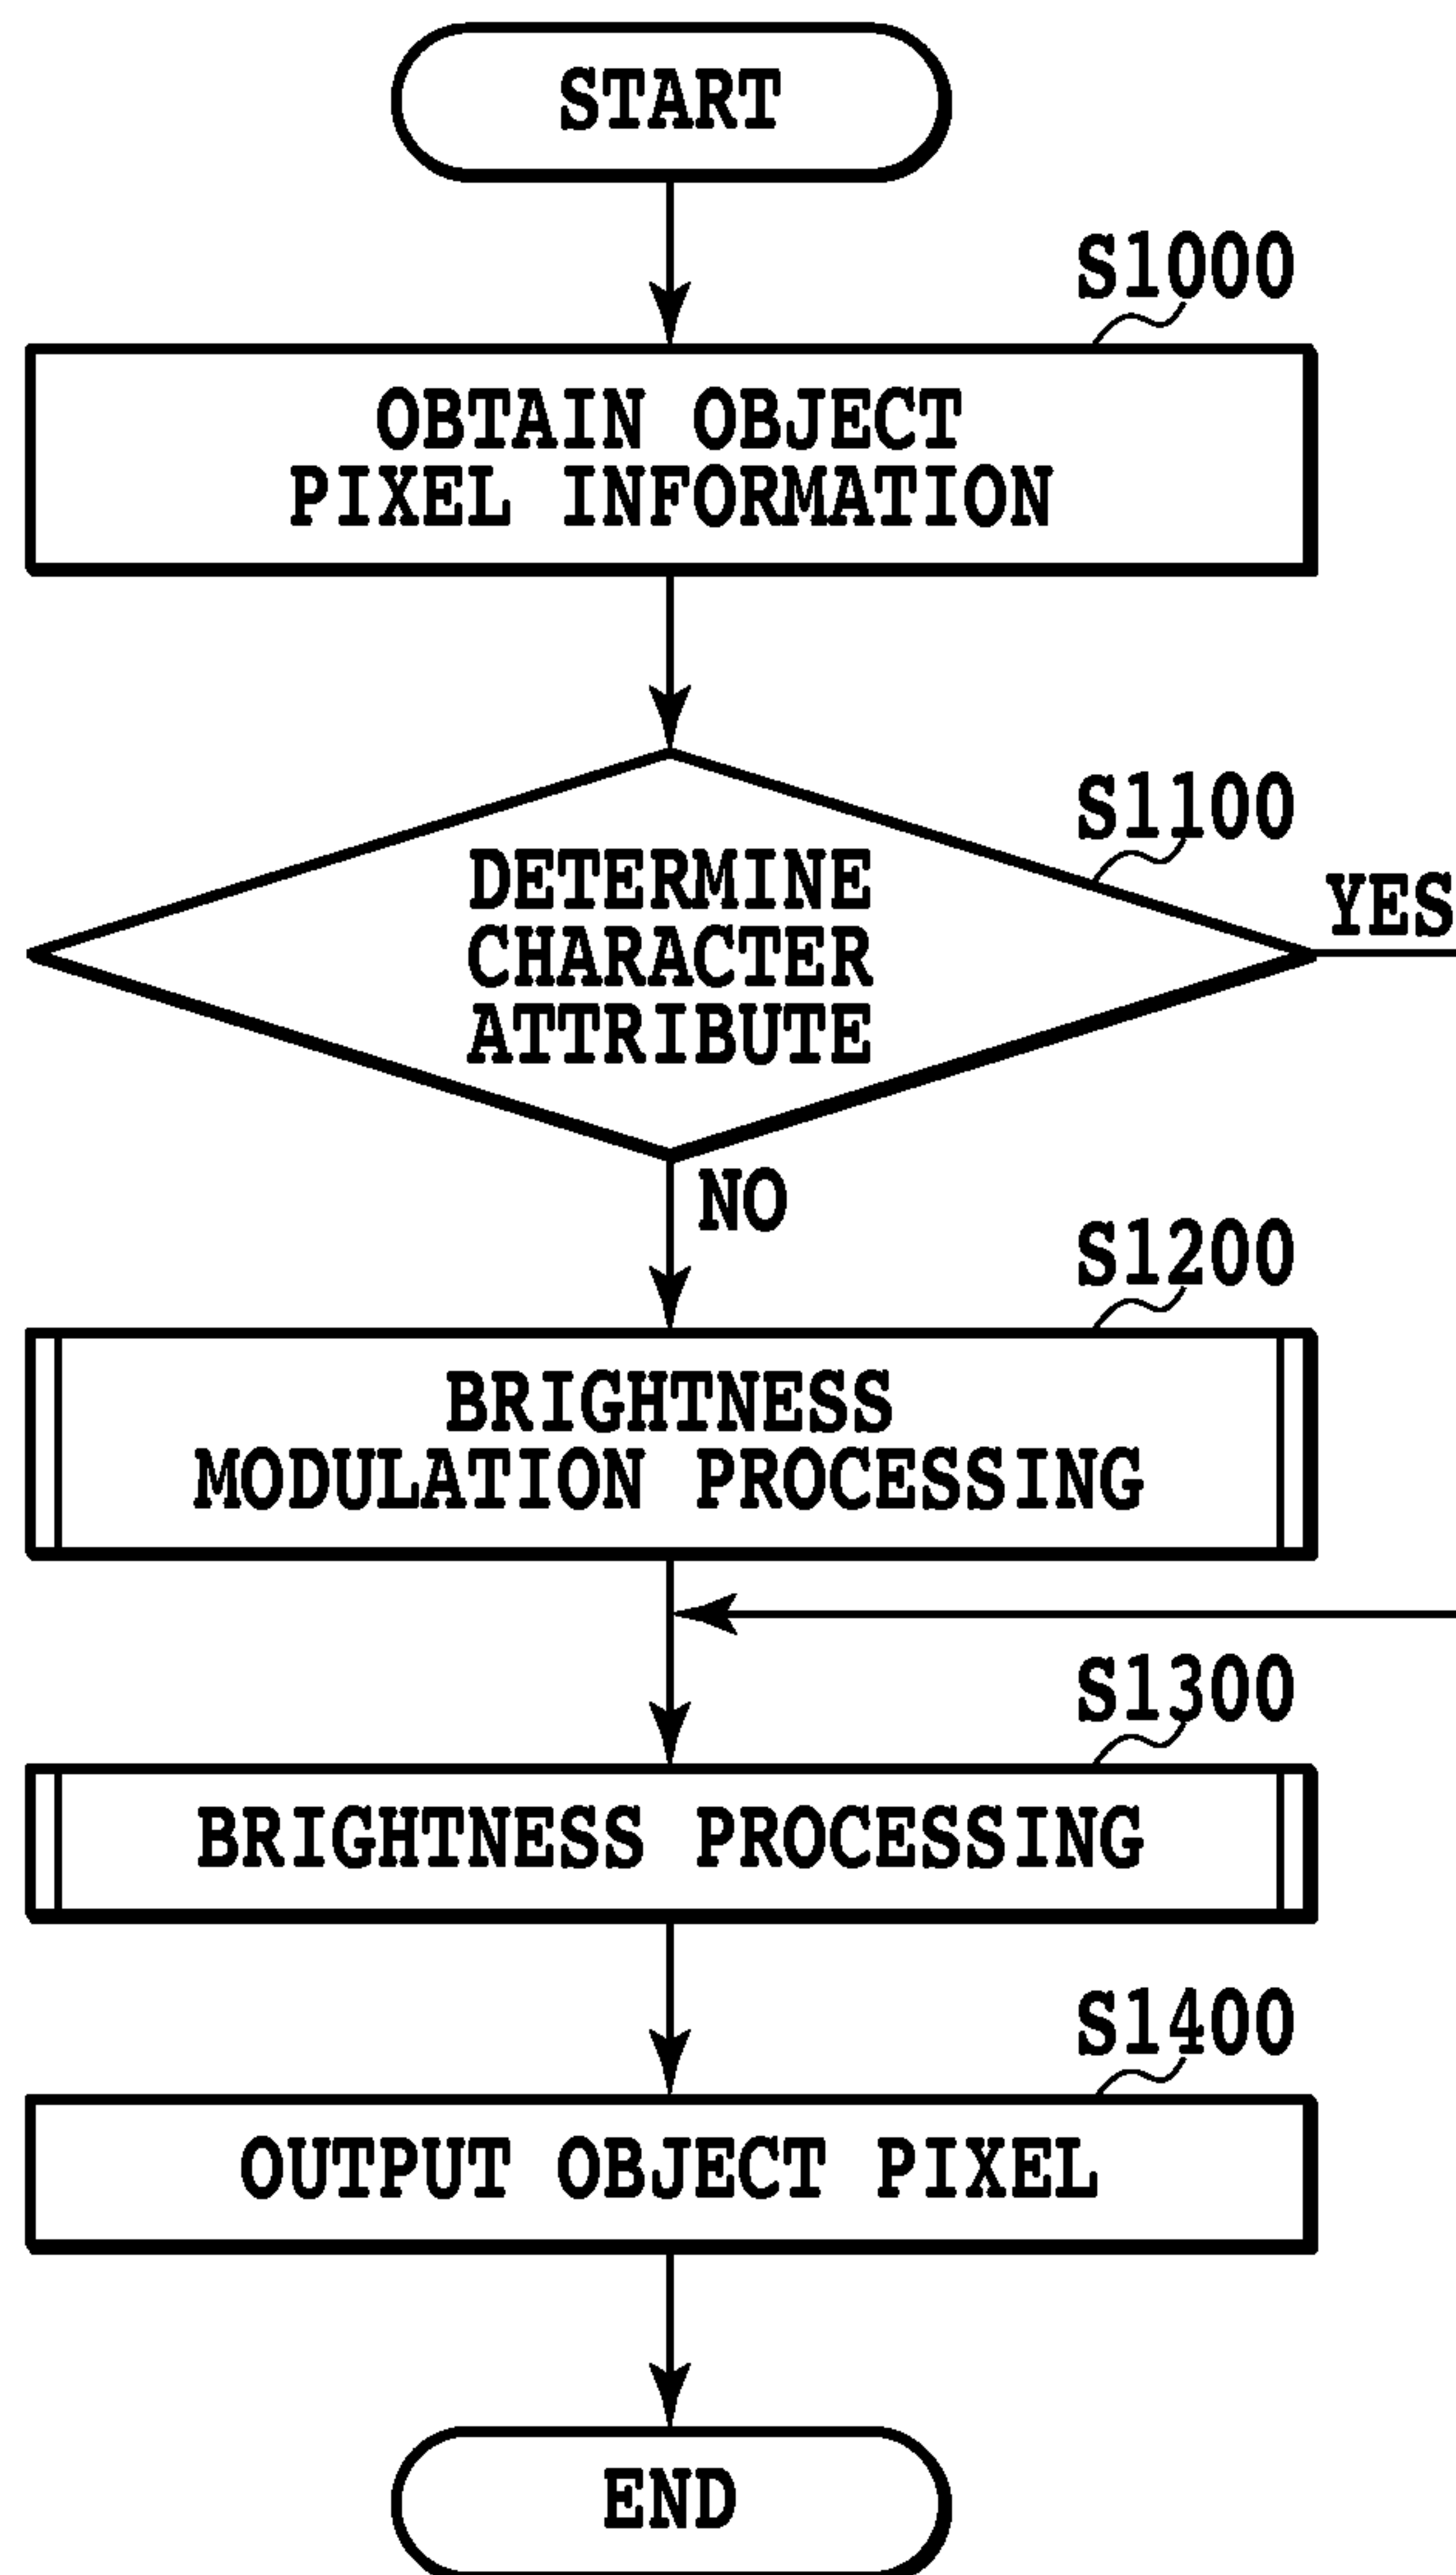 START
S1000
OBTAIN OBJECT
PIXEL INFORMATION
S1100
YES
DETERMINE
CHARACTER
ATTRIBUTE
NO
S1200
BRIGHTNESS
MODULATION PROCESSING
S1300
BRIGHTNESS PROCESSING
S1400
OUTPUT OBJECT PIXEL
END